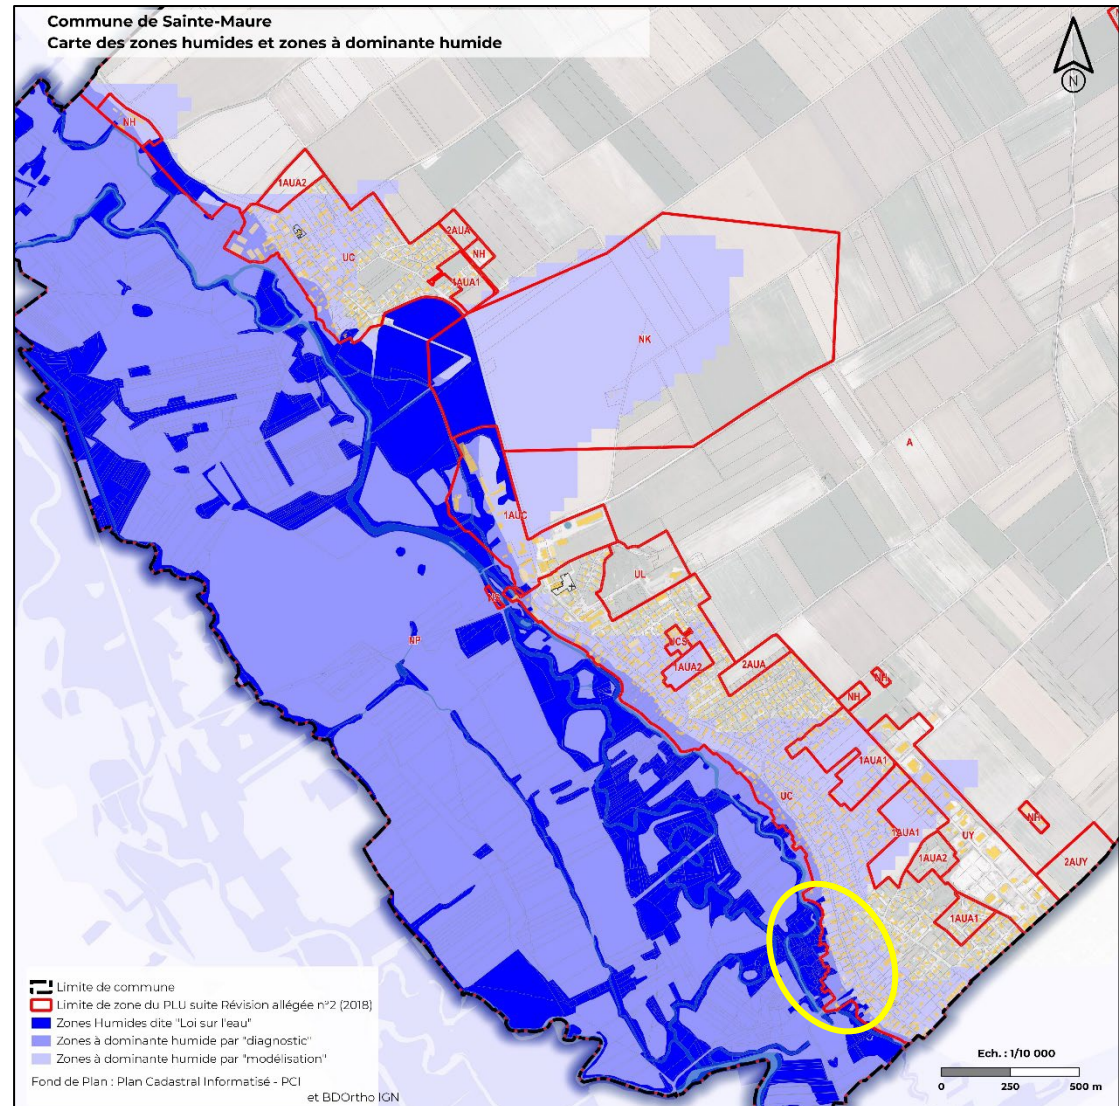 Commune de Sainte-Maure
Carte des zones humides et zones à dominante humide
N
NH
1AUA2
2AUA
UC
NH
1AUA1
NK
A
1AUC
UL
NP
UCS
1AUA2
2AUA
NH
NH
1AUA1
UC
1AUA1
UY
NH
1AUA2
2AUY
1AUA1
Limite de commune
Limite de zone du PLU suite Révision allégée n°2 (2018)
Zones Humides dite "Loi sur l'eau"
Zones à dominante humide par "diagnostic"
Zones à dominante humide par "modélisation"
Fond de Plan : Plan Cadastral Informatisé - PCI
et BDOrtho IGN
Ech. : 1/10 000
0 250 500 m